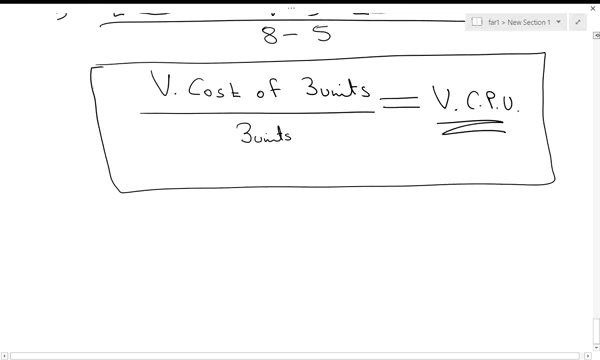 far1 > New Section 1
8 - 5
V. Cost of 3units = V.C.P.U.
3units